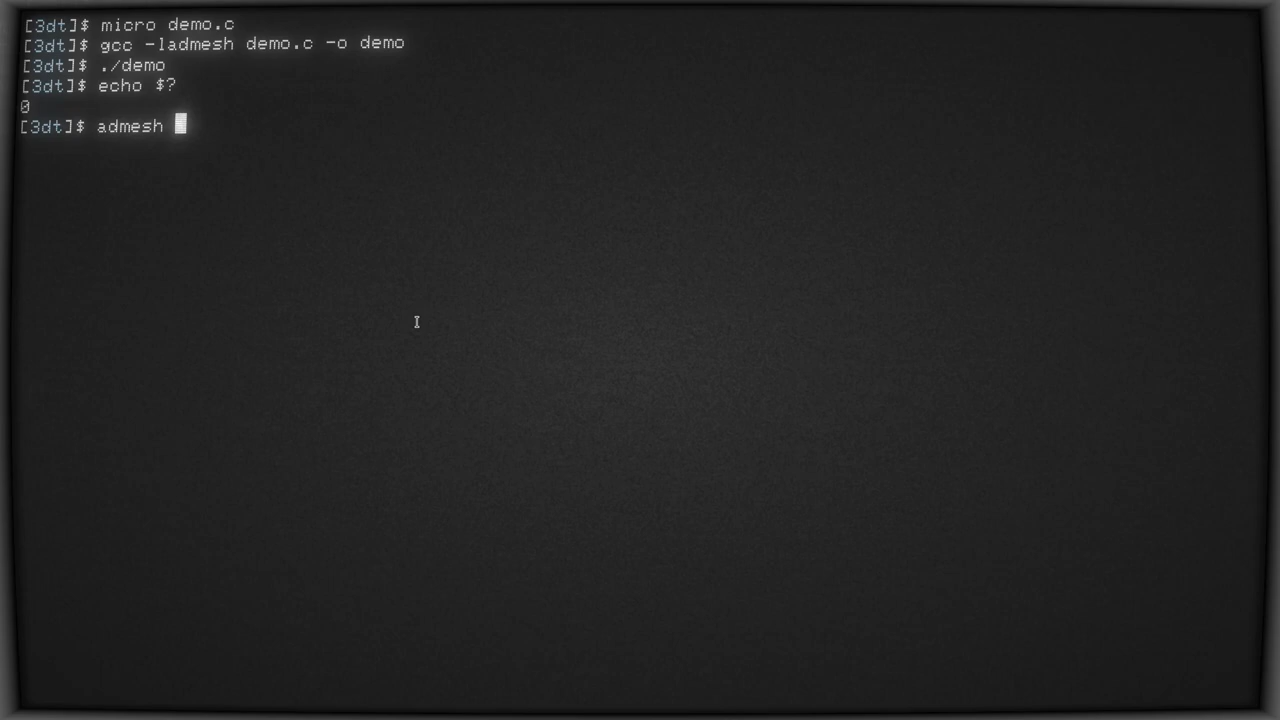 [3dt]$ micro demo.c
[3dt]$ gcc -ladmesh demo.c -o demo
[3dt]$ ./demo
[3dt]$ echo $?
0
[3dt]$ admesh